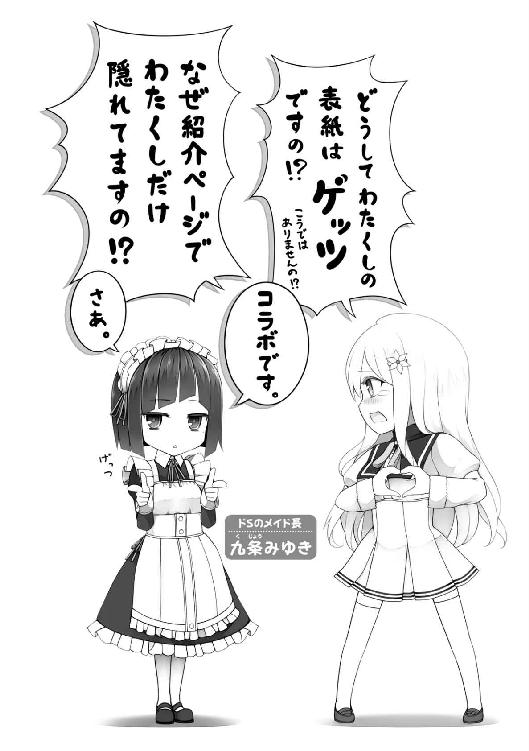 どうしてわたくしの
表紙は
ゲッツ
ですの!?
こうでは
ありませんの!?
コラボです。
なぜ紹介ページで
わたくしだけ
隠れてますの!?
さあ。
げっつ
ドSのメイド長
くじょう
九条みゆき